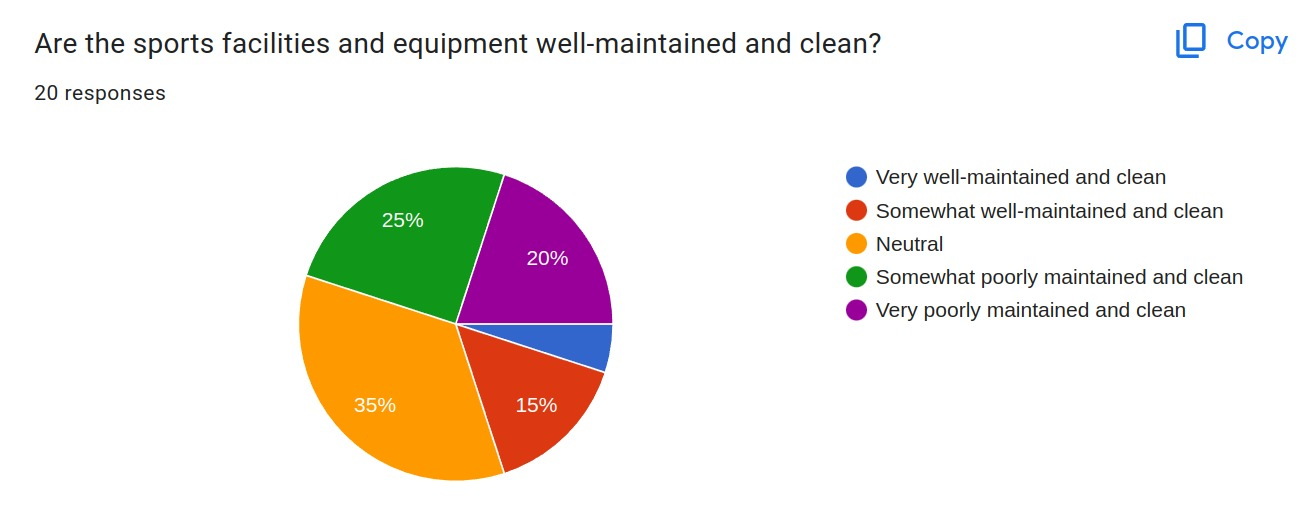 Are the sports facilities and equipment well-maintained and clean?
Copy
20 responses
Very well-maintained and clean
Somewhat well-maintained and clean
Neutral
Somewhat poorly maintained and clean
Very poorly maintained and clean
25%
20%
35%
15%